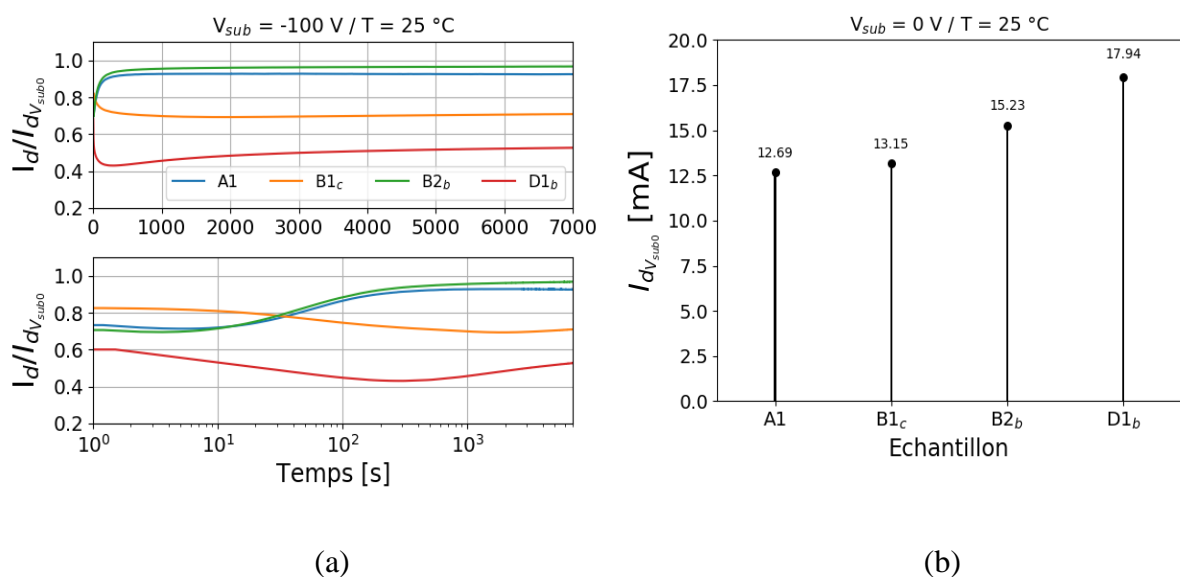 V_sub = -100 V / T = 25 °C
I_d/I_dV_sub0
1.0
0.8
0.6
0.4
0.2
A1 B1_c B2_b D1_b
0 1000 2000 3000 4000 5000 6000 7000
I_d/I_dV_sub0
1.0
0.8
0.6
0.4
0.2
10^0 10^1 10^2 10^3
Temps [s]
(a)
V_sub = 0 V / T = 25 °C
I_dV_sub0 [mA]
20.0
17.5
15.0
12.5
10.0
7.5
5.0
2.5
0.0
12.69
13.15
15.23
17.94
A1 B1_c B2_b D1_b
Echantillon
(b)